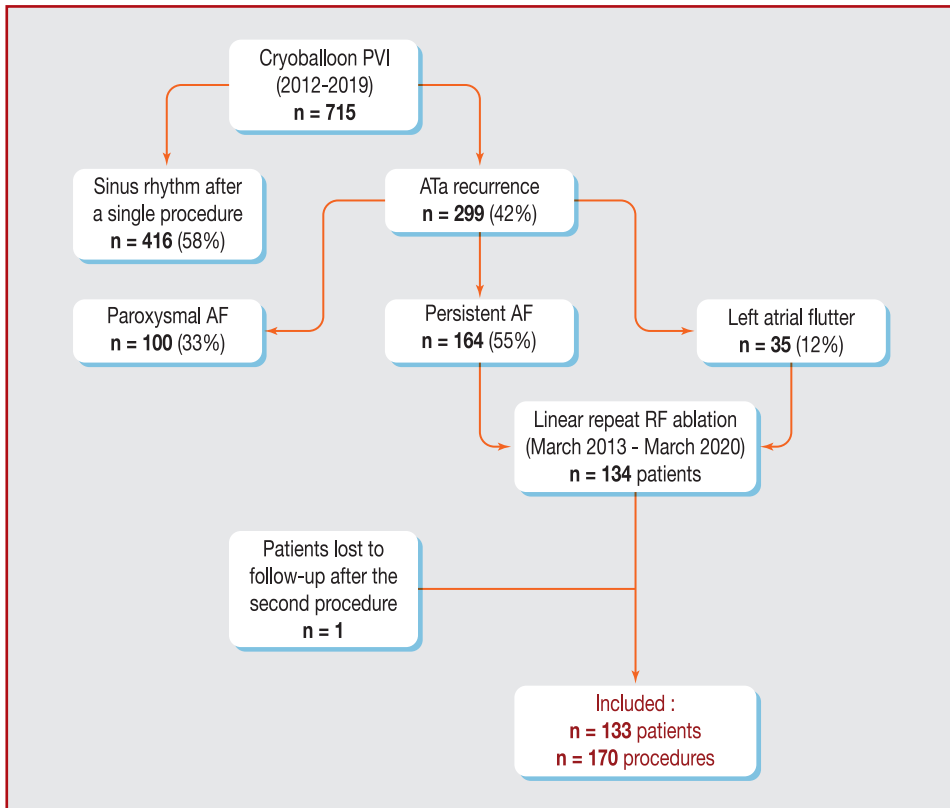 Cryoballoon PVI
(2012-2019)
n = 715
Sinus rhythm after
a single procedure
n = 416 (58%)
ATa recurrence
n = 299 (42%)
Paroxysmal AF
n = 100 (33%)
Persistent AF
n = 164 (55%)
Left atrial flutter
n = 35 (12%)
Linear repeat RF ablation
(March 2013 - March 2020)
n = 134 patients
Patients lost to
follow-up after the
second procedure
n = 1
Included :
n = 133 patients
n = 170 procedures